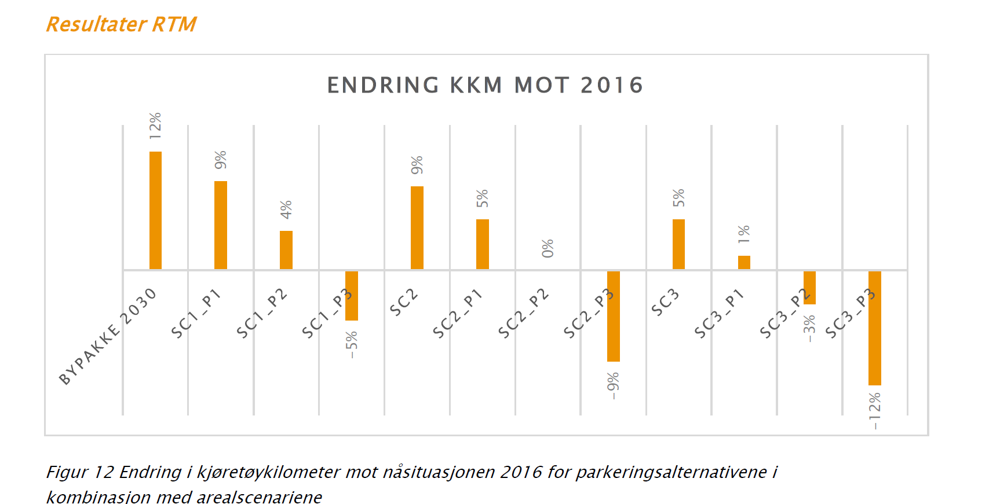 Resultater RTM
ENDRING KKM MOT 2016
12%
9%
4%
-5%
9%
5%
0%
-9%
5%
1%
-3%
-12%
BYPAKKE 2030
SC1_P1
SC1_P2
SC1_P3
SC2
SC2_P1
SC2_P2
SC2_P3
SC3
SC3_P1
SC3_P2
SC3_P3
Figur 12 Endring i kjøretøykilometer mot nåsituasjonen 2016 for parkeringsalternativene i
kombinasjon med arealscenariene